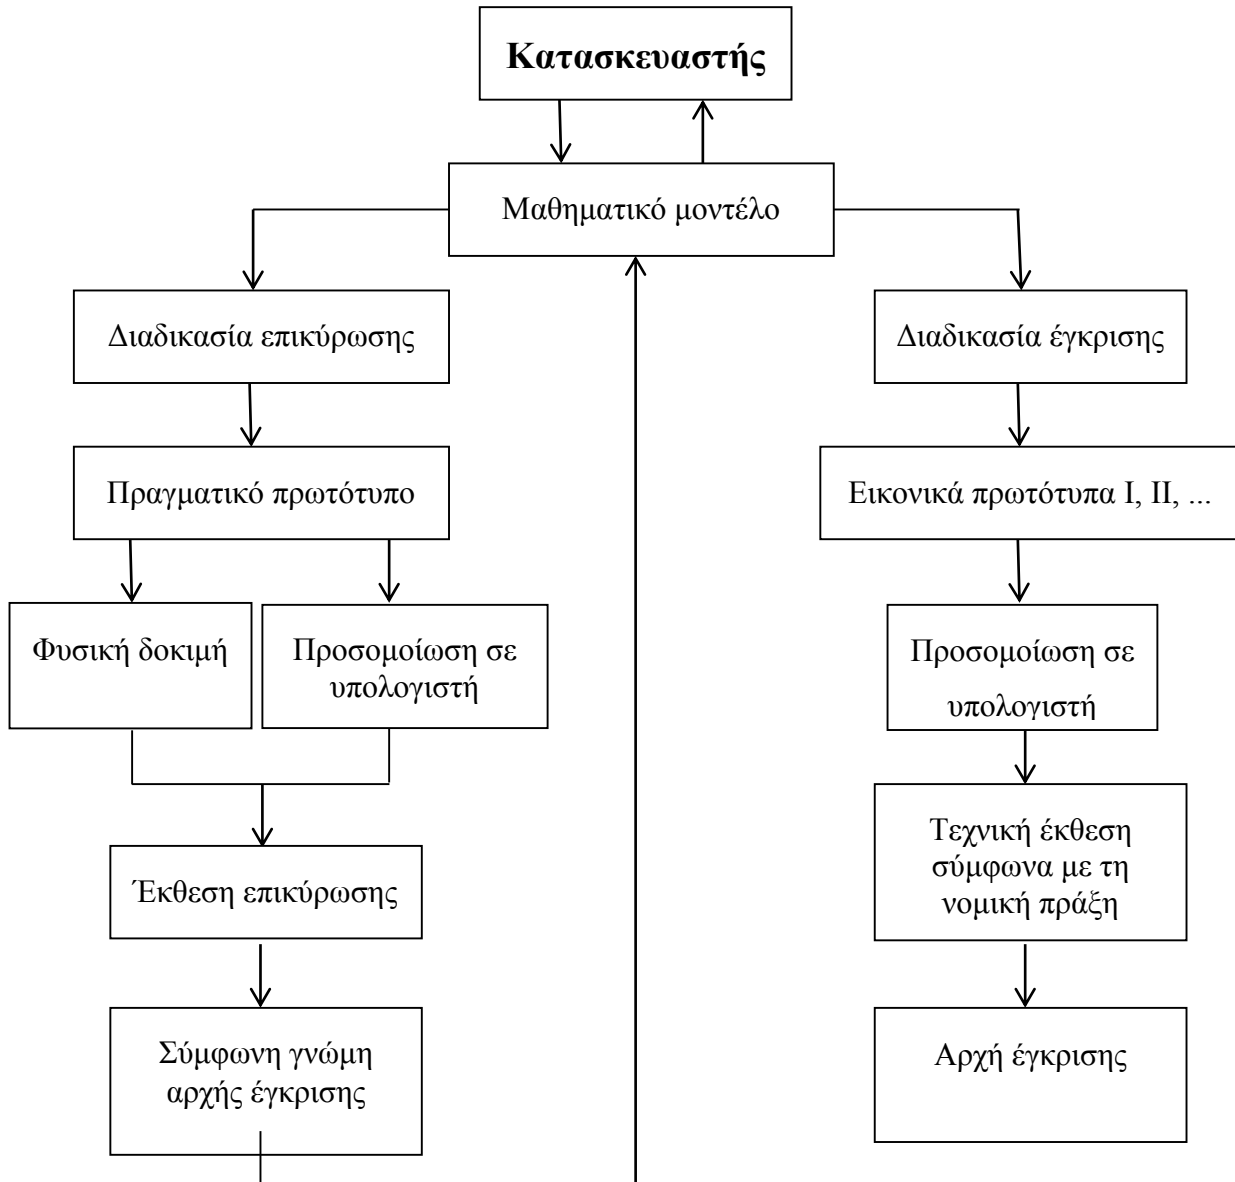 Κατασκευαστής
Μαθηματικό μοντέλο
Διαδικασία επικύρωσης
Διαδικασία έγκρισης
Πραγματικό πρωτότυπο
Εικονικά πρωτότυπα I, II, ...
Φυσική δοκιμή
Προσομοίωση σε
υπολογιστή
Προσομοίωση σε
υπολογιστή
Έκθεση επικύρωσης
Τεχνική έκθεση
σύμφωνα με τη
νομική πράξη
Σύμφωνη γνώμη
αρχής έγκρισης
Αρχή έγκρισης